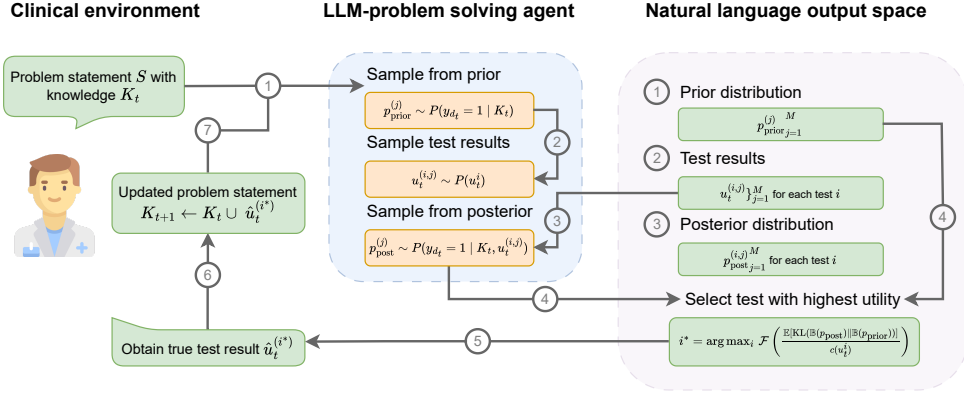 Clinical environment
LLM-problem solving agent
Natural language output space
Problem statement S with
knowledge K_t
1
Sample from prior
p_prior^(j) ∼ P(y_{d_t} = 1 | K_t)
2
Sample test results
u_t^(i,j) ∼ P(u_t^i)
Sample from posterior
3
p_post^(j) ∼ P(y_{d_t} = 1 | K_t, u_t^(i,j))
1 Prior distribution
p_prior^(j) _{j=1}^M
2 Test results
u_t^(i,j)}_{j=1}^M for each test i
3 Posterior distribution
p_post^(i,j) _{j=1}^M for each test i
4
4
Select test with highest utility
i* = arg max_i F ( E[KL(B(p_post)||B(p_prior))] / c(u_t^i) )
5
Obtain true test result û_t^(i*)
6
Updated problem statement
K_{t+1} ← K_t ∪ û_t^(i*)
7